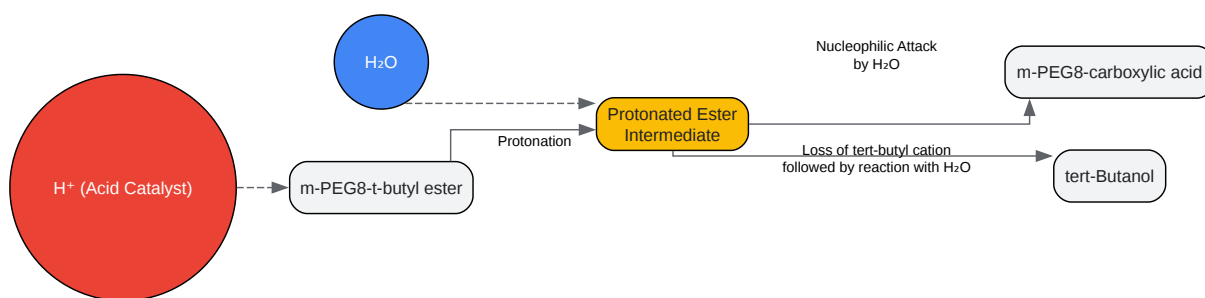 H⁺ (Acid Catalyst)
H₂O
m-PEG8-t-butyl ester
Protonation
Protonated Ester
Intermediate
Nucleophilic Attack
by H₂O
m-PEG8-carboxylic acid
Loss of tert-butyl cation
followed by reaction with H₂O
tert-Butanol